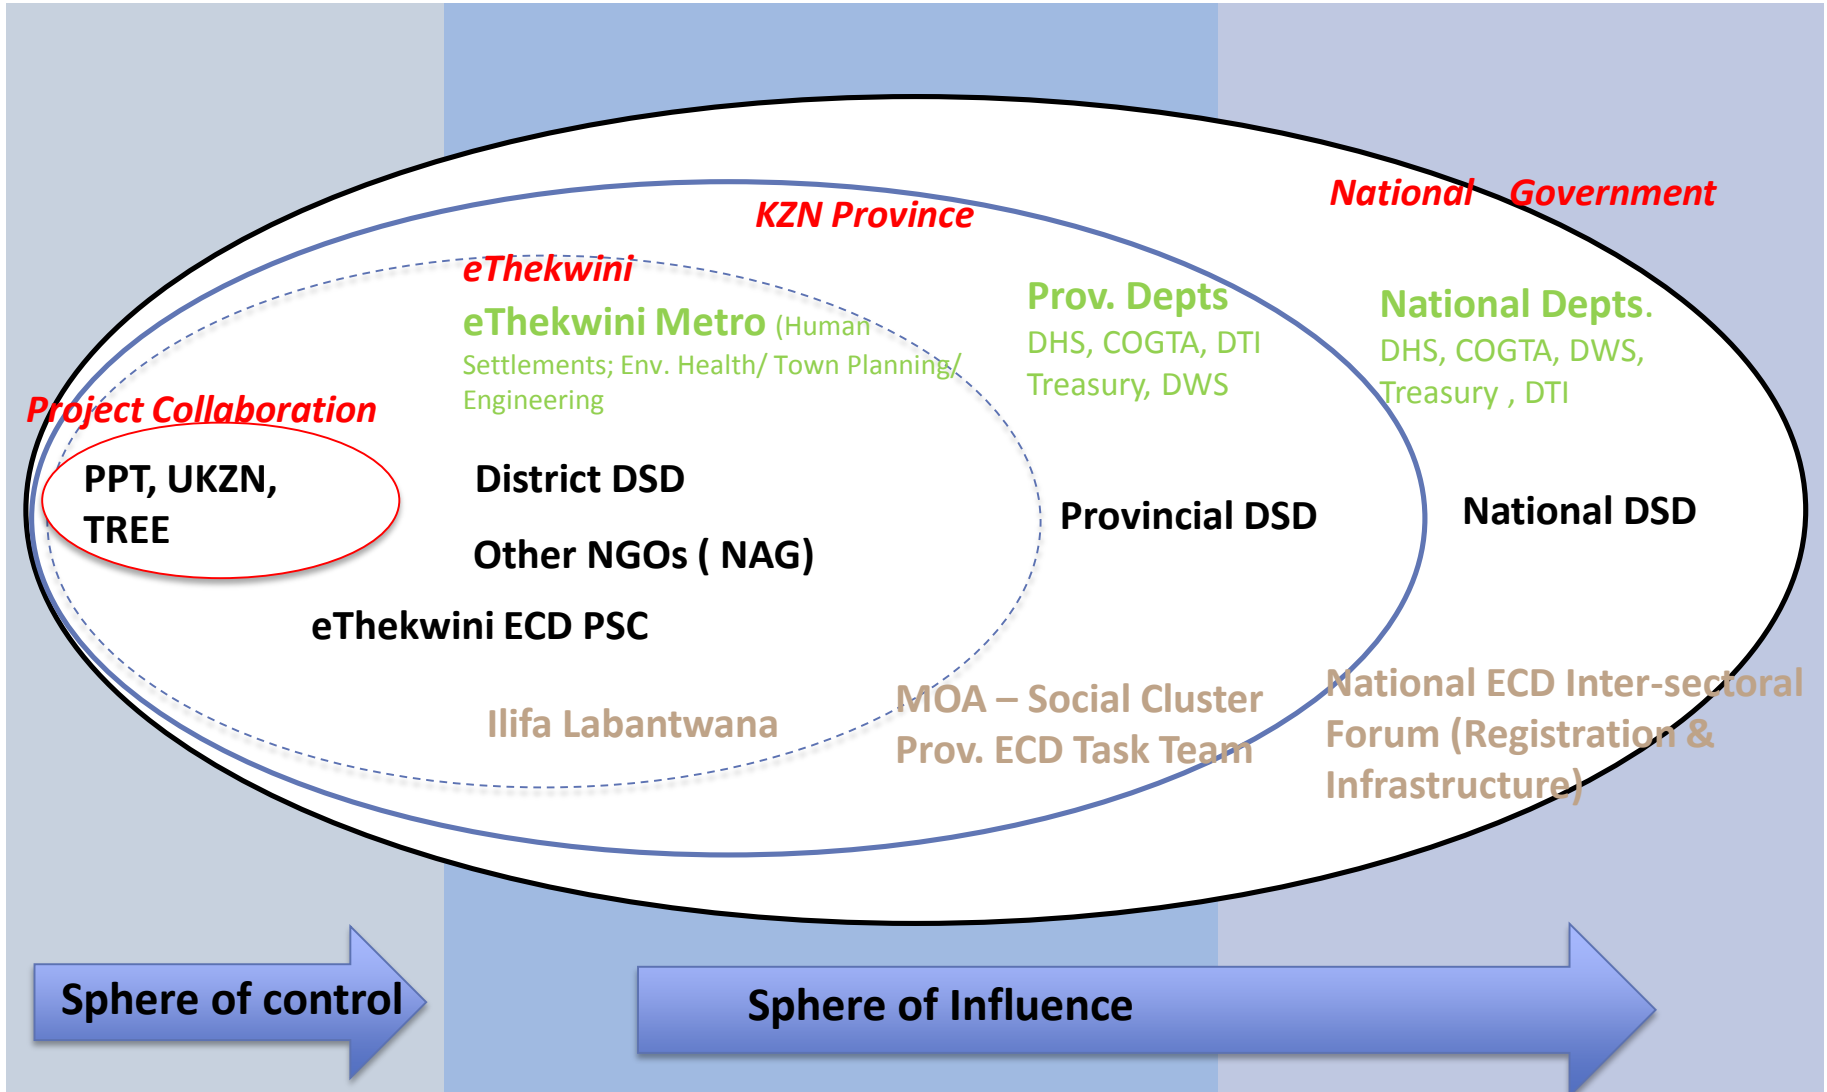 National Government
KZN Province
eThekwini
eThekwini Metro (Human
Settlements; Env. Health/ Town Planning/
Engineering
Prov. Depts
DHS, COGTA, DTI
Treasury, DWS
National Depts.
DHS, COGTA, DWS,
Treasury , DTI
Project Collaboration
PPT, UKZN,
TREE
District DSD
Other NGOs ( NAG)
eThekwini ECD PSC
Provincial DSD
National DSD
Ilifa Labantwana
MOA – Social Cluster
Prov. ECD Task Team
National ECD Inter-sectoral
Forum (Registration &
Infrastructure)
Sphere of control
Sphere of Influence